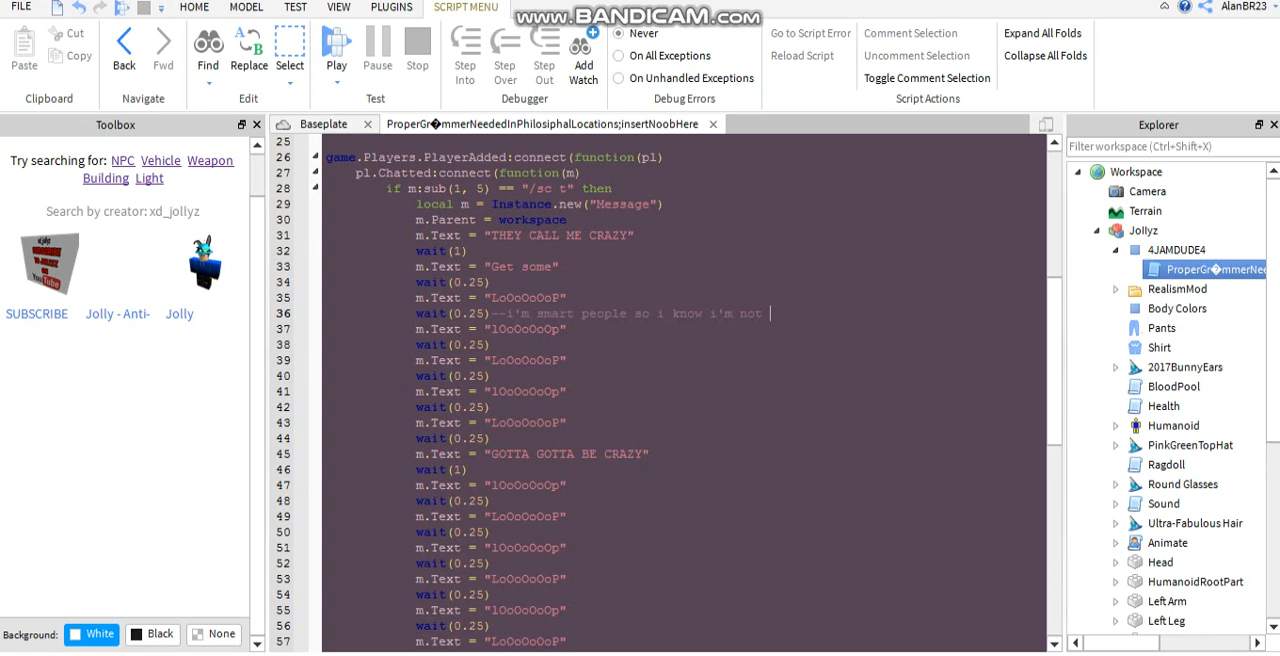 www.BANDICAM.com
FILE
HOME
MODEL
TEST
VIEW
PLUGINS
SCRIPT MENU
AlanBR23
Paste
Cut
Copy
Clipboard
Back
Fwd
Navigate
Find
Replace
Select
Edit
Play
Pause
Stop
Test
Step Into
Step Over
Step Out
Add Watch
Debugger
Never
On All Exceptions
On Unhandled Exceptions
Debug Errors
Go to Script Error
Reload Script
Comment Selection
Uncomment Selection
Toggle Comment Selection
Script Actions
Expand All Folds
Collapse All Folds
Toolbox
Try searching for: NPC Vehicle Weapon
Building Light
Search by creator: xd_jollyz
SUBSCRIBE
Jolly - Anti-
Jolly
Background:
White
Black
None
Baseplate
ProperGr�mmerNeededInPhilosiphalLocations;insertNoobHere
25
26 game.Players.PlayerAdded:connect(function(pl)
27 pl.Chatted:connect(function(m)
28 if m:sub(1, 5) == "/sc t" then
29 local m = Instance.new("Message")
30 m.Parent = workspace
31 m.Text = "THEY CALL ME CRAZY"
32 wait(1)
33 m.Text = "Get some"
34 wait(0.25)
35 m.Text = "LoOoOoOoP"
36 wait(0.25)--i'm smart people so i know i'm not
37 m.Text = "lOoOoOoOp"
38 wait(0.25)
39 m.Text = "LoOoOoOoP"
40 wait(0.25)
41 m.Text = "lOoOoOoOp"
42 wait(0.25)
43 m.Text = "LoOoOoOoP"
44 wait(0.25)
45 m.Text = "GOTTA GOTTA BE CRAZY"
46 wait(1)
47 m.Text = "lOoOoOoOp"
48 wait(0.25)
49 m.Text = "LoOoOoOoP"
50 wait(0.25)
51 m.Text = "lOoOoOoOp"
52 wait(0.25)
53 m.Text = "LoOoOoOoP"
54 wait(0.25)
55 m.Text = "lOoOoOoOp"
56 wait(0.25)
57 m.Text = "LoOoOoOoP"
Explorer
Filter workspace (Ctrl+Shift+X)
Workspace
Camera
Terrain
Jollyz
4JAMDUDE4
ProperGr�mmerNee
RealismMod
Body Colors
Pants
Shirt
2017BunnyEars
BloodPool
Health
Humanoid
PinkGreenTopHat
Ragdoll
Round Glasses
Sound
Ultra-Fabulous Hair
Animate
Head
HumanoidRootPart
Left Arm
Left Leg